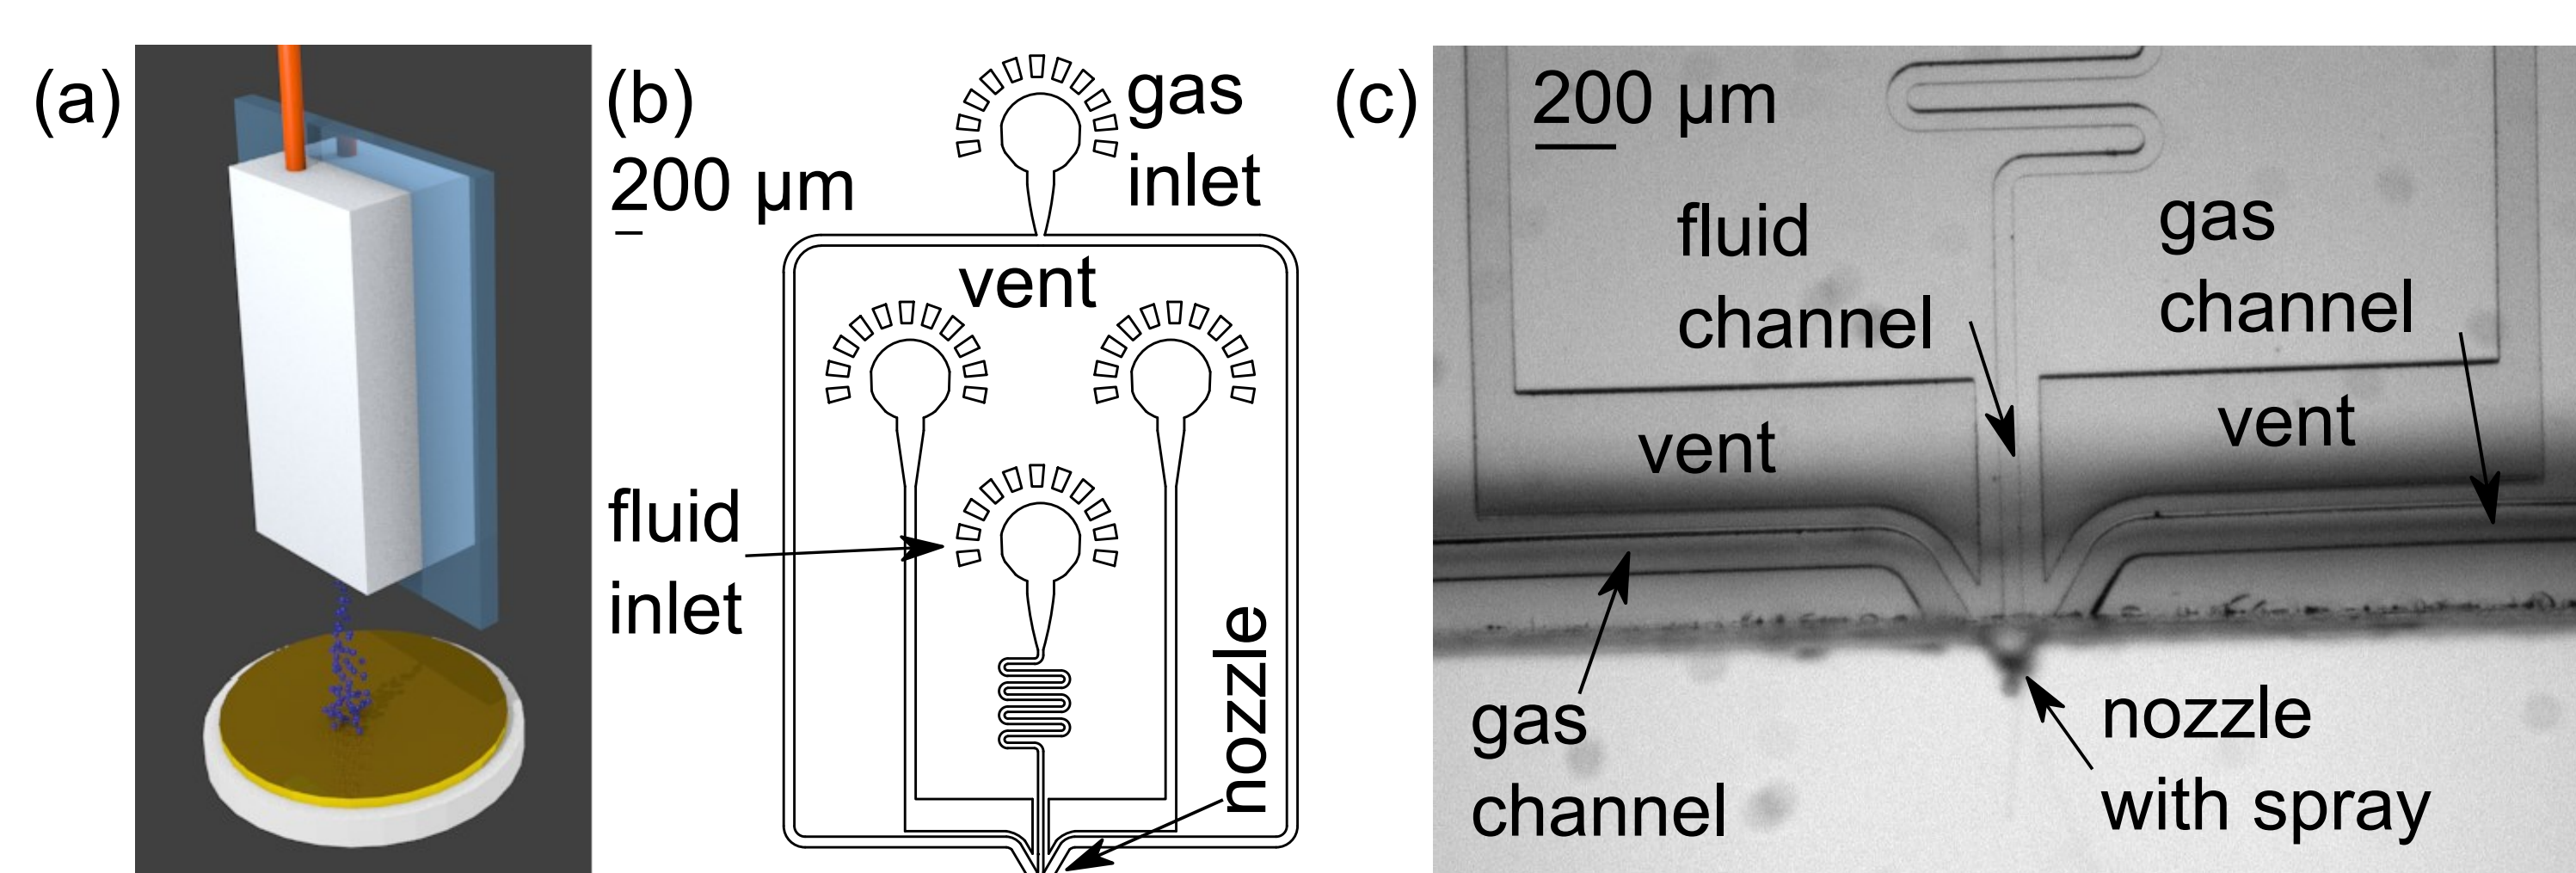 (a)
(b)
200 µm
gas
inlet
vent
fluid
inlet
nozzle
(c)
200 µm
fluid
channel
gas
channel
vent
vent
gas
channel
nozzle
with spray